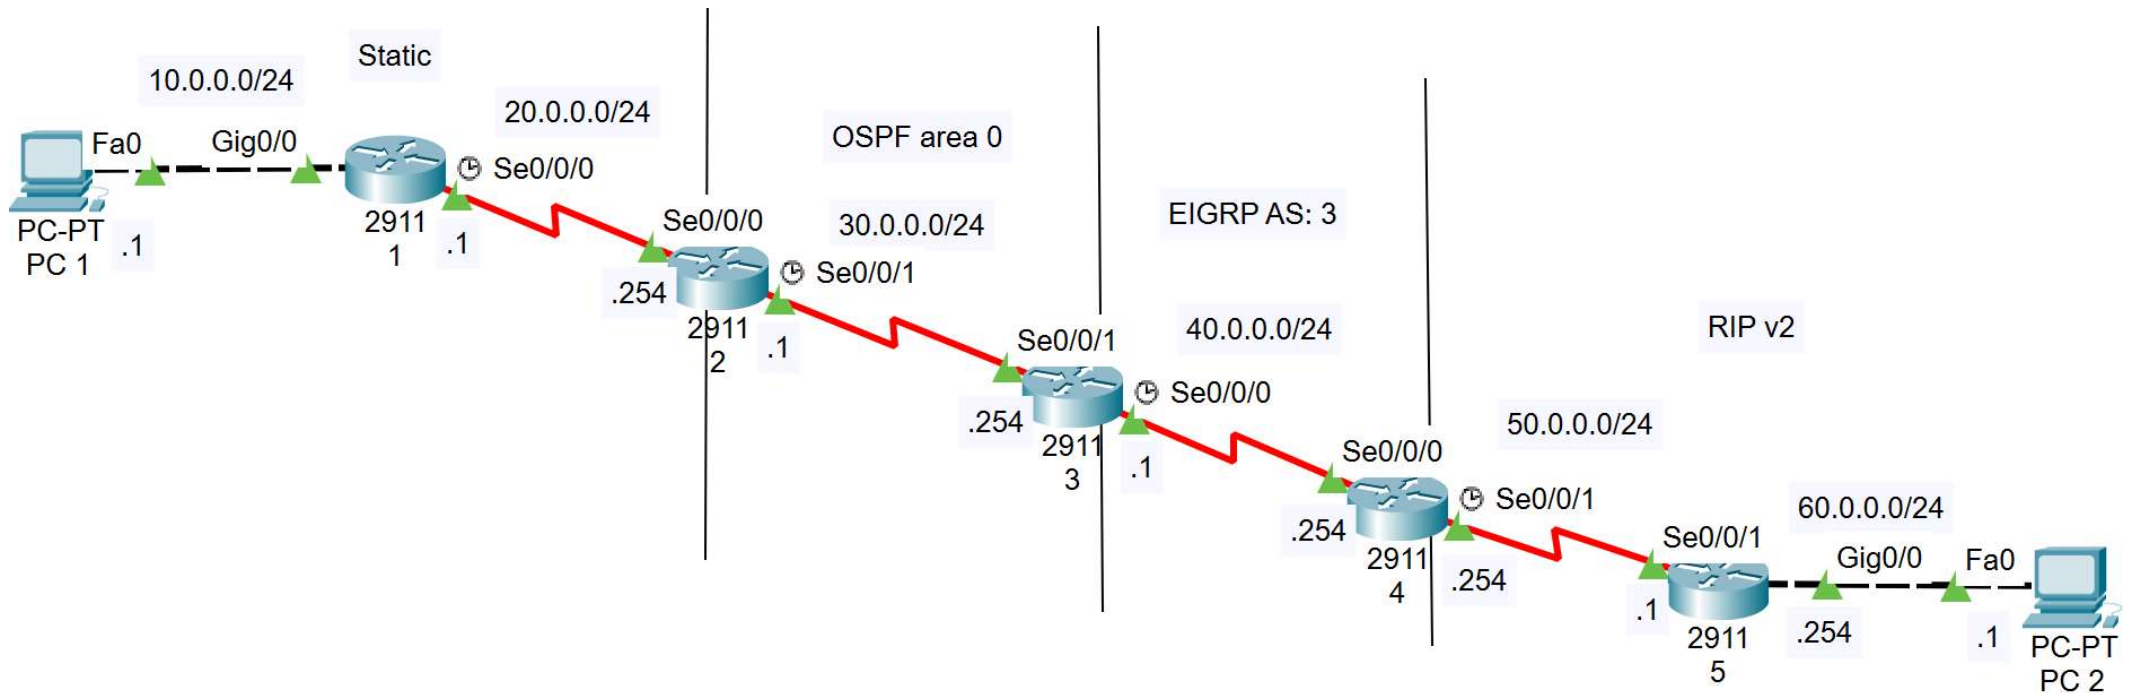 Static
10.0.0.0/24
20.0.0.0/24
Fa0
Gig0/0
Se0/0/0
PC-PT
PC 1
.1
2911
1
.1
OSPF area 0
Se0/0/0
30.0.0.0/24
Se0/0/1
.254
2911
2
.1
EIGRP AS: 3
Se0/0/1
40.0.0.0/24
Se0/0/0
.254
2911
3
.1
RIP v2
Se0/0/0
50.0.0.0/24
Se0/0/1
.254
2911
4
.254
Se0/0/1
60.0.0.0/24
Gig0/0
Fa0
.1
2911
5
.254
.1
PC-PT
PC 2